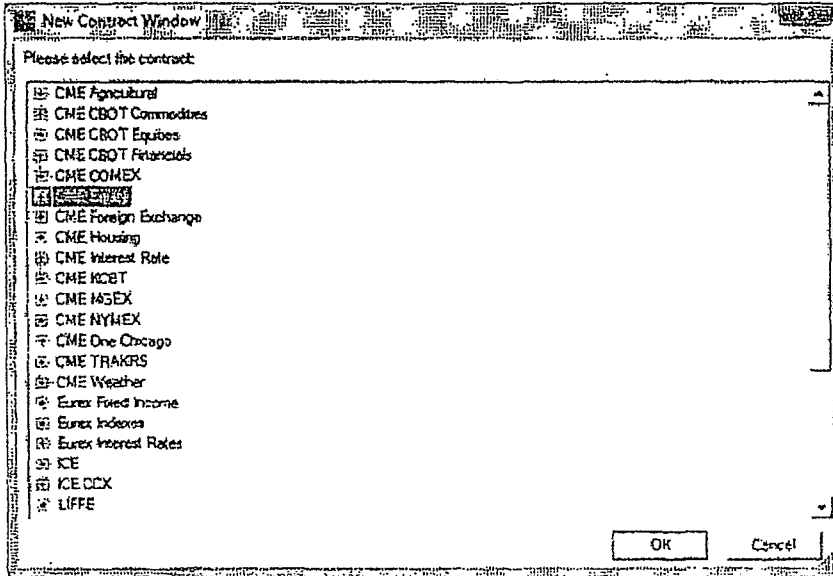 New Contract Window
Please select the contract:
CME Agricultural
CME CBOT Commodities
CME CBOT Equities
CME CBOT Financials
CME COMEX
CME Foreign Exchange
CME Housing
CME Interest Rate
CME KCBT
CME MGEX
CME NYMEX
CME One Chicago
CME TRAKRS
CME Weather
Eurex Fixed Income
Eurex Indexes
Eurex Interest Rates
ICE
ICE CCX
LIFFE
OK
Cancel